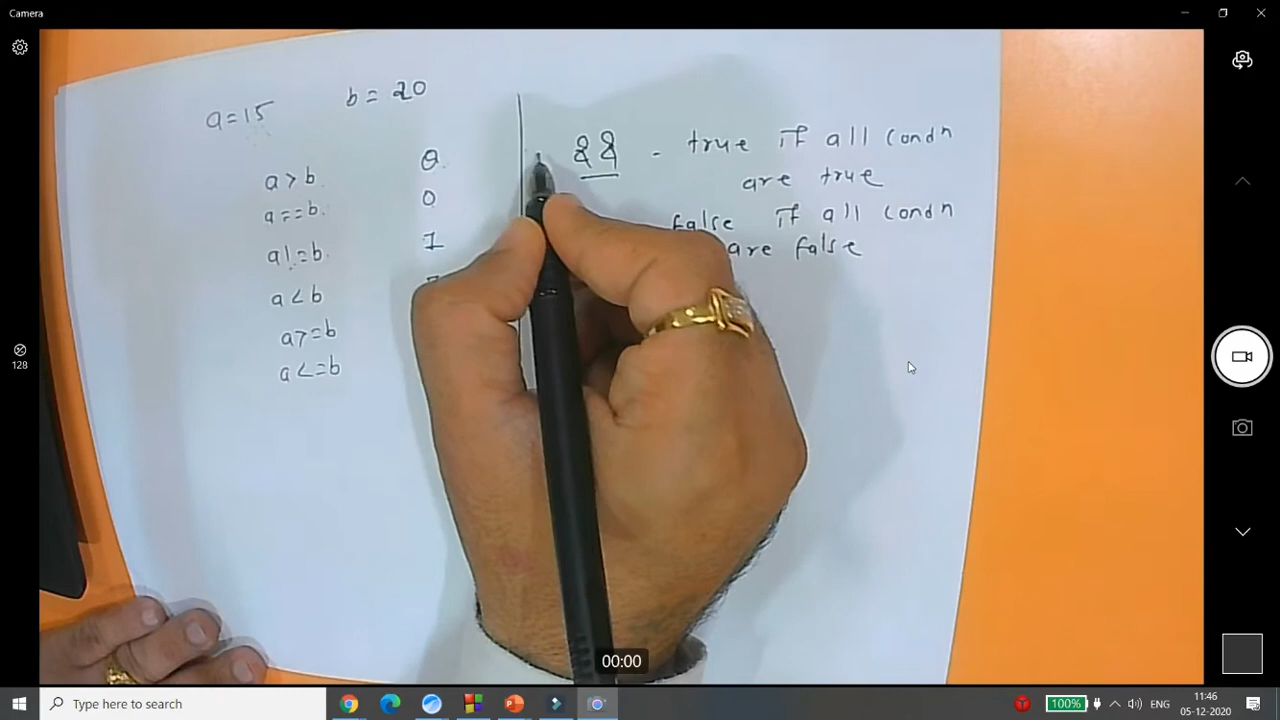 Camera
a=15 b= 20
a>b. 0
a==b. 0
a!=b. 1
a<b
a>=b
a<=b
&& - true if all condn
are true
false if all condn
are false
128
00:00
Type here to search
100%
ENG
11:46
05-12-2020